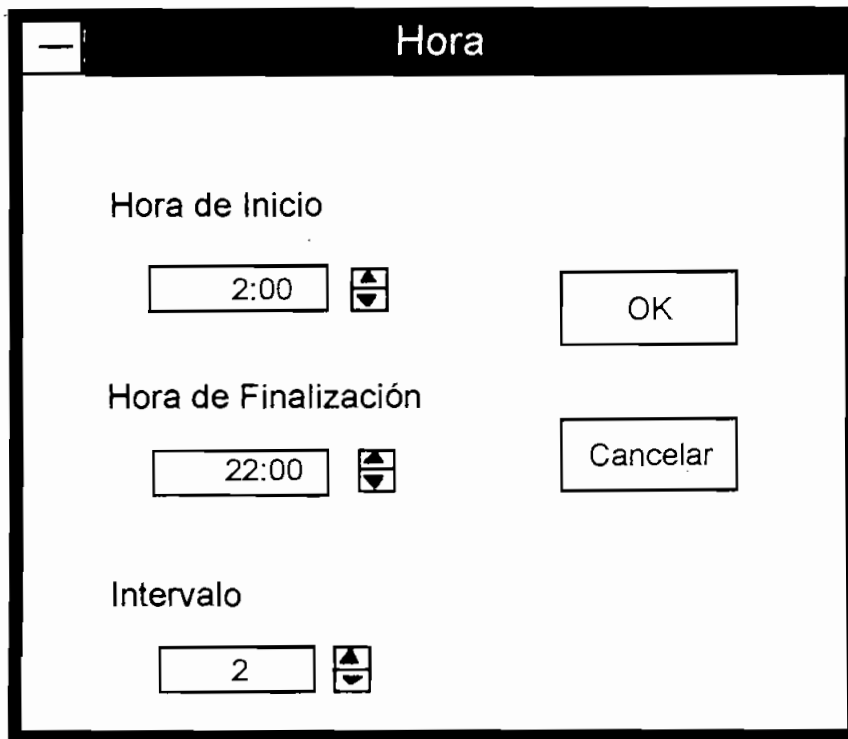 Hora
Hora de Inicio
2:00
OK
Hora de Finalización
22:00
Cancelar
Intervalo
2